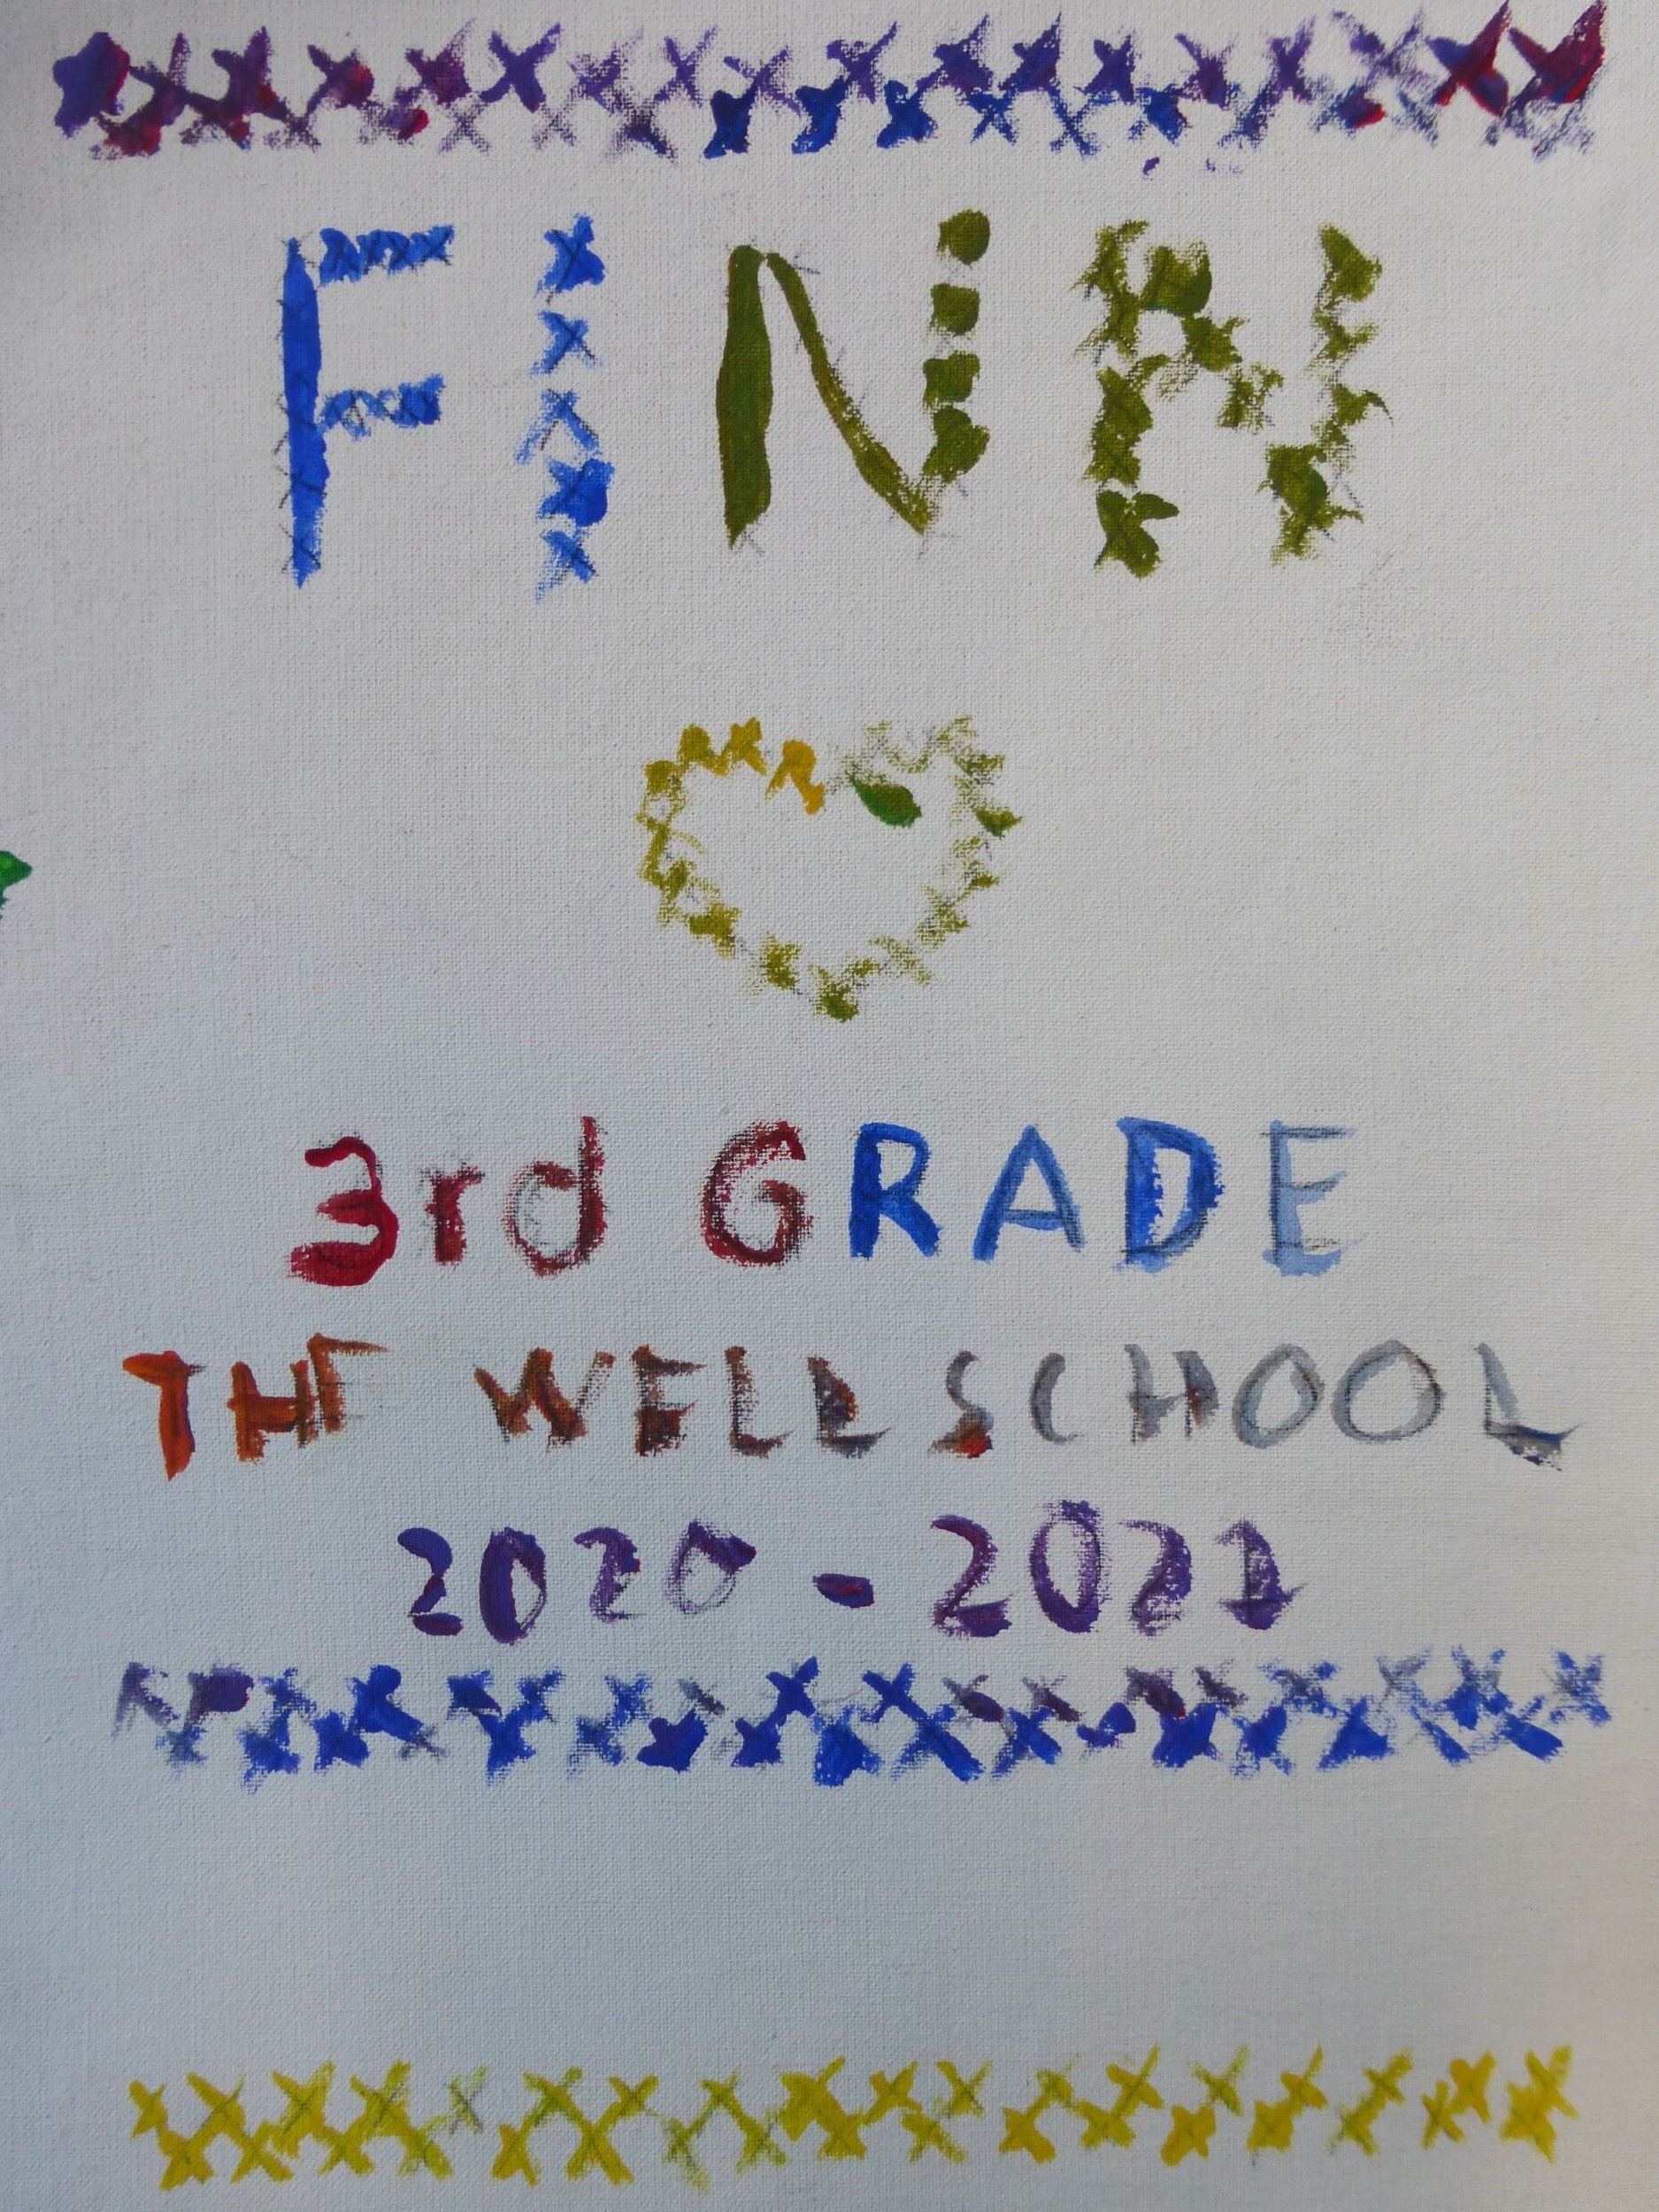 FINN
3rd GRADE
THE WELL SCHOOL
2020 - 2021